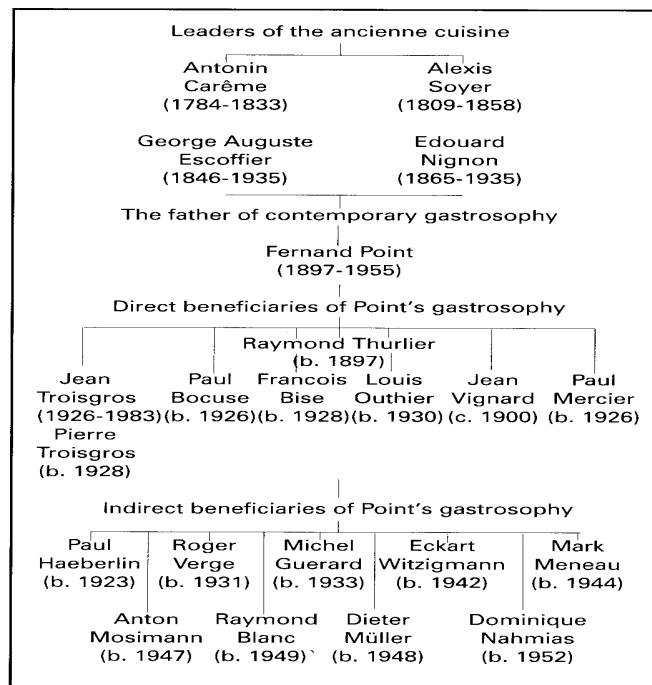 Leaders of the ancienne cuisine
Antonin Alexis
Carême Soyer
(1784-1833) (1809-1858)
George Auguste Edouard
Escoffier Nignon
(1846-1935) (1865-1935)
The father of contemporary gastrosophy
Fernand Point
(1897-1955)
Direct beneficiaries of Point's gastrosophy
Raymond Thurlier
(b. 1897)
Jean Paul Francois Louis Jean Paul
Troisgros Bocuse Bise Outhier Vignard Mercier
(1926-1983) (b. 1926) (b. 1928) (b. 1930) (c. 1900) (b. 1926)
Pierre
Troisgros
(b. 1928)
Indirect beneficiaries of Point's gastrosophy
Paul Roger Michel Eckart Mark
Haeberlin Verge Guerard Witzigmann Meneau
(b. 1923) (b. 1931) (b. 1933) (b. 1942) (b. 1944)
Anton Raymond Dieter Dominique
Mosimann Blanc Müller Nahmias
(b. 1947) (b. 1949) (b. 1948) (b. 1952)